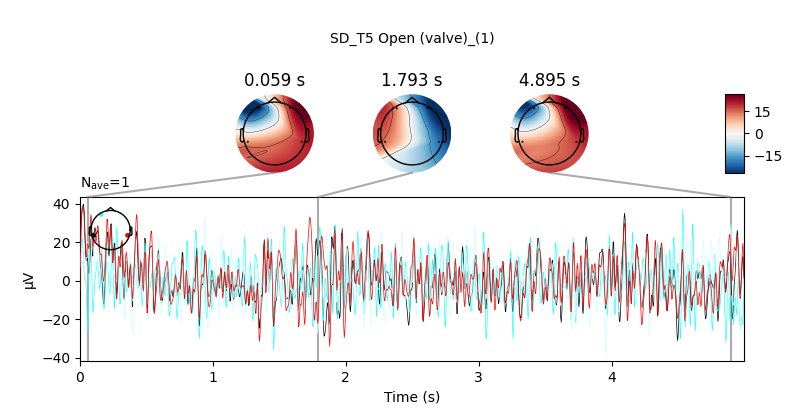 SD_T5 Open (valve)_(1)
0.059 s 1.793 s 4.895 s
15
0
−15
Nave=1
40
20
0
−20
−40
µV
0 1 2 3 4
Time (s)